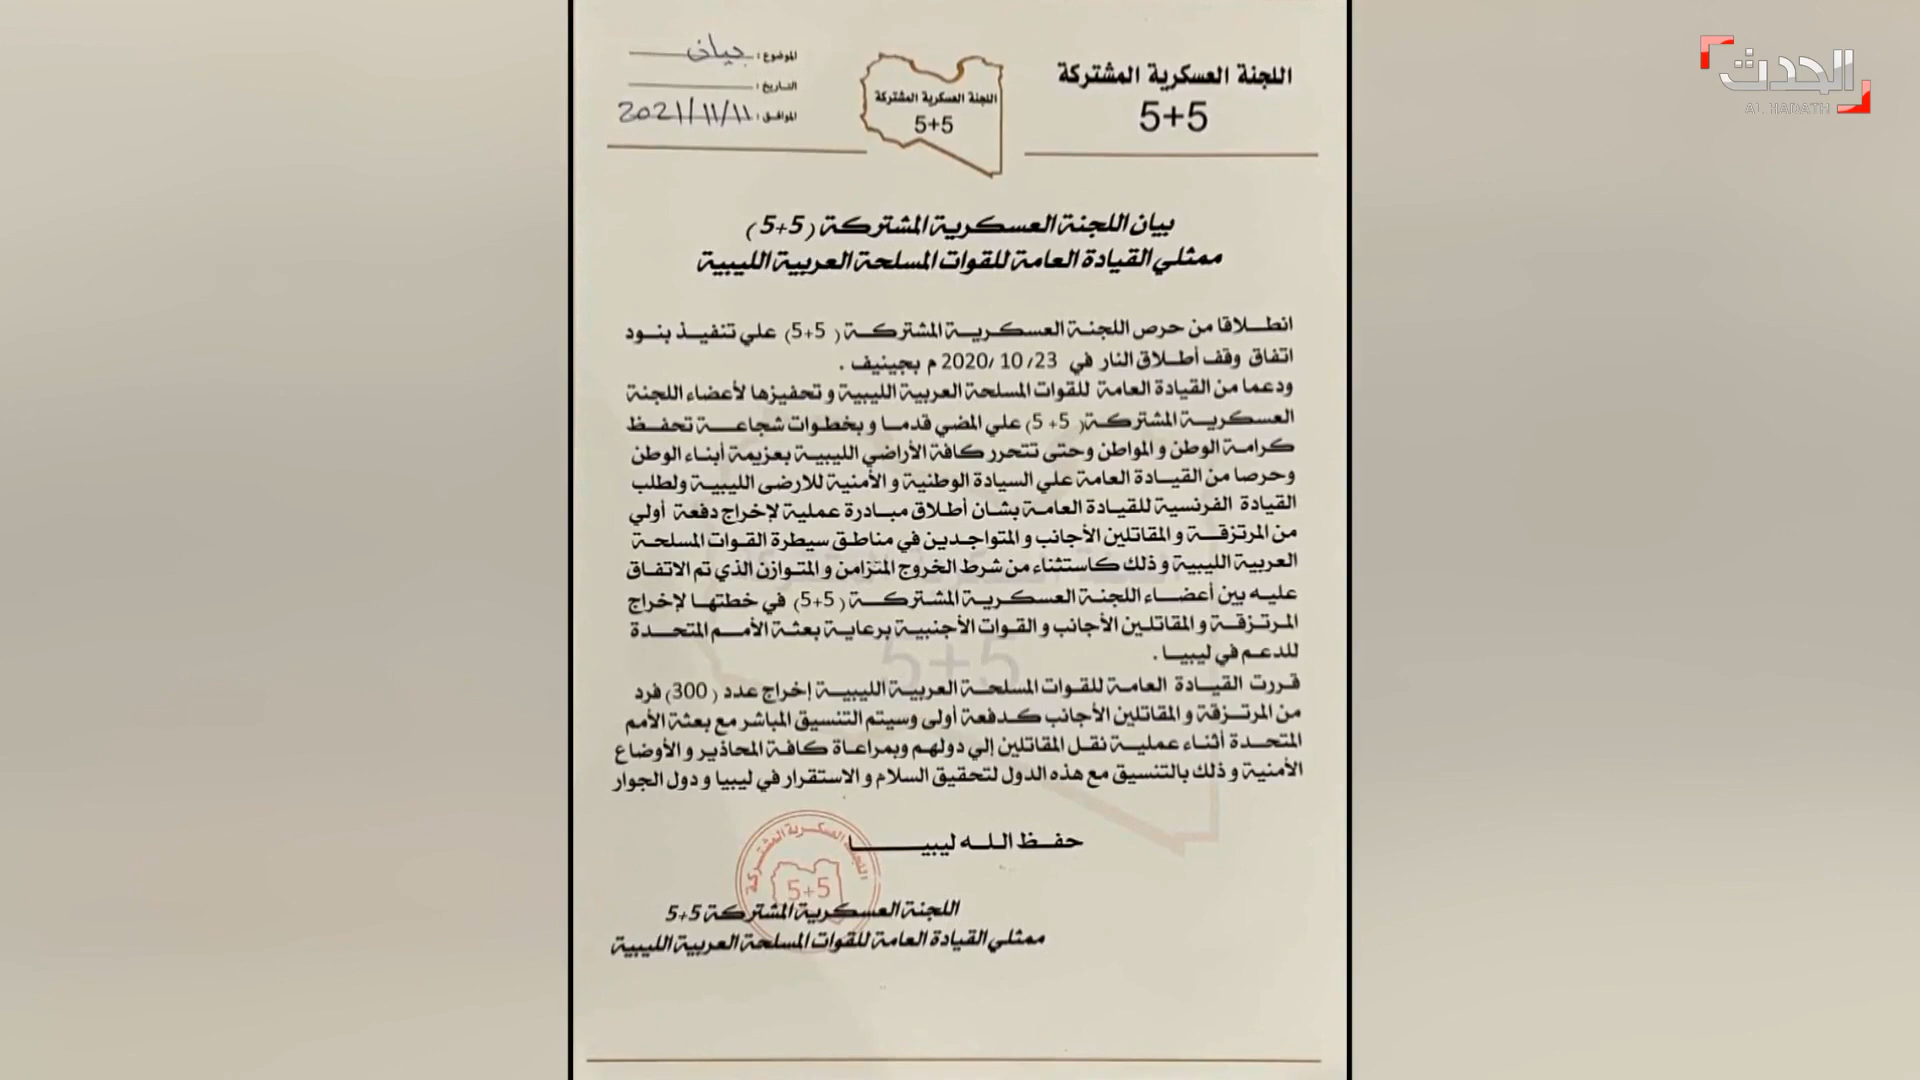 اللجنة العسكرية المشتركة
5+5
اللجنة العسكرية المشتركة
5+5
الموضوع : بيان
التاريخ :
الموافق : 2021/11/11
الحدث
AL HADATH
بيان اللجنة العسكرية المشتركة (5+5)
ممثلي القيادة العامة للقوات المسلحة العربية الليبية
انطلاقا من حرص اللجنة العسكرية المشتركة (5+5) علي تنفيذ بنود
اتفاق وقف أطلاق النار في 23/ 10 /2020 م بجينيف .
ودعما من القيادة العامة للقوات المسلحة العربية الليبية و تحفيزها لأعضاء اللجنة
العسكرية المشتركة (5+5) علي المضي قدما و بخطوات شجاعة تحفظ
كرامة الوطن و المواطن وحتى تتحرر كافة الأراضي الليبية بعزيمة أبناء الوطن
وحرصا من القيادة العامة علي السيادة الوطنية و الأمنية للارضى الليبية ولطلب
القيادة الفرنسية للقيادة العامة بشان أطلاق مبادرة عملية لإخراج دفعة أولي
من المرتزقة و المقاتلين الأجانب و المتواجدين في مناطق سيطرة القوات المسلحة
العربية الليبية و ذلك كاستثناء من شرط الخروج المتزامن و المتوازن الذي تم الاتفاق
عليه بين أعضاء اللجنة العسكرية المشتركة (5+5) في خطتها لإخراج
المرتزقة و المقاتلين الأجانب و القوات الأجنبية برعاية بعثة الأمم المتحدة
للدعم في ليبيا .
قررت القيادة العامة للقوات المسلحة العربية الليبية إخراج عدد (300) فرد
من المرتزقة و المقاتلين الأجانب كدفعة أولى وسيتم التنسيق المباشر مع بعثة الأمم
المتحدة أثناء عملية نقل المقاتلين إلي دولهم وبمراعاة كافة المحاذير و الأوضاع
الأمنية و ذلك بالتنسيق مع هذه الدول لتحقيق السلام و الاستقرار في ليبيا و دول الجوار
حفظ الله ليبيا
اللجنة العسكرية المشتركة
5+5
اللجنة العسكرية المشتركة 5+5
ممثلي القيادة العامة للقوات المسلحة العربية الليبية